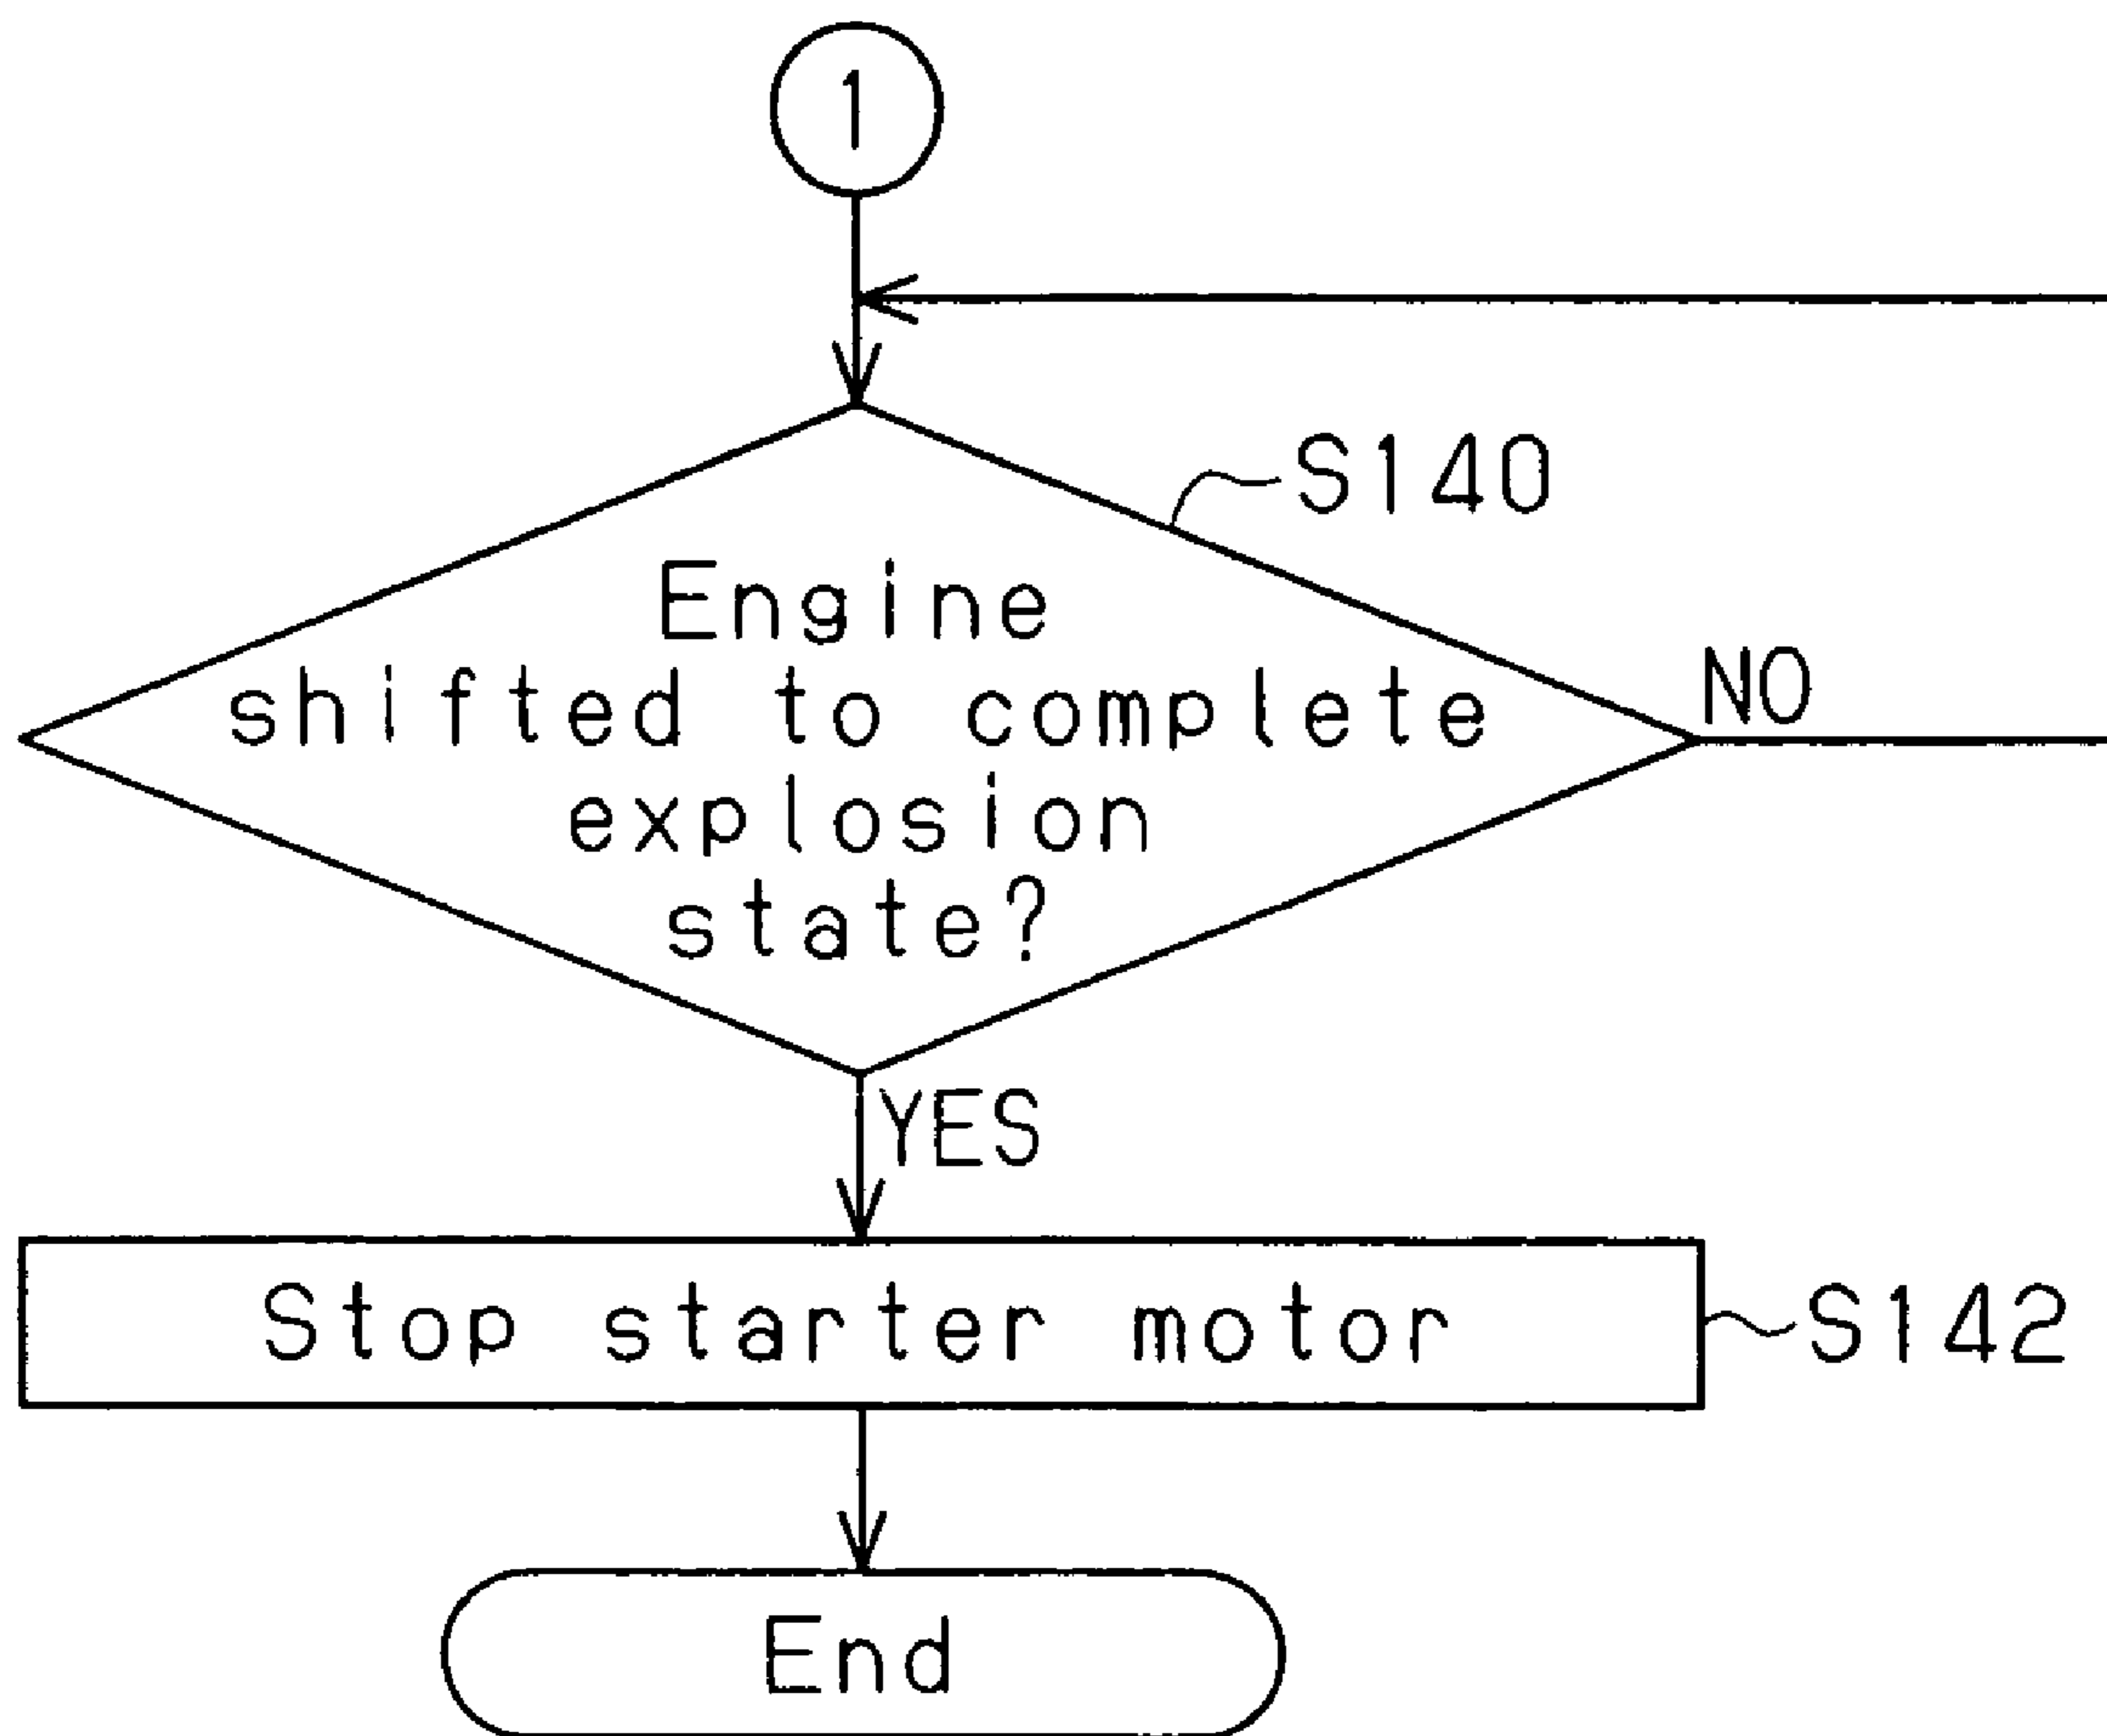 1
S140
Engine
shifted to complete
explosion
state?
NO
YES
Stop starter motor
S142
End